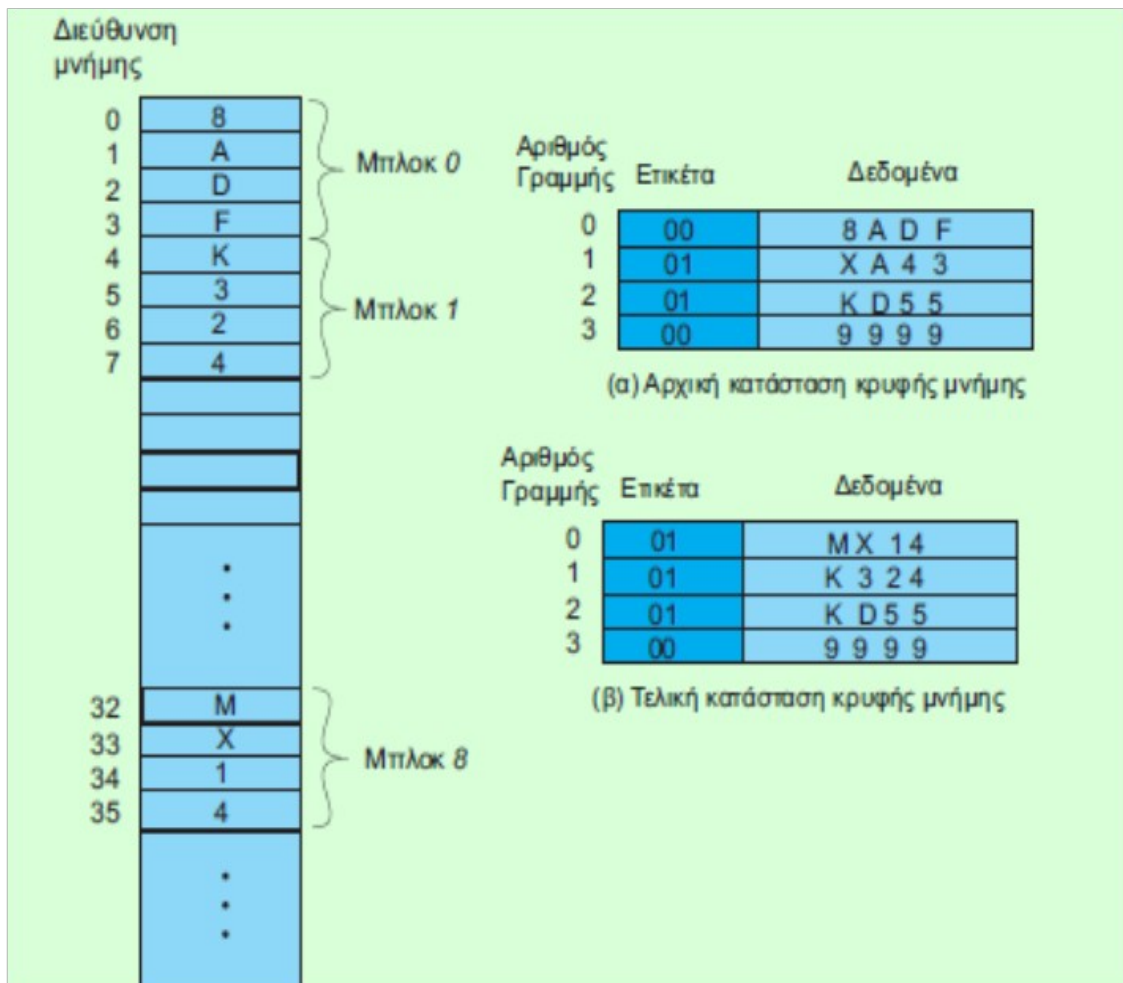 Διεύθυνση
μνήμης
0 8
1 A
2 D
3 F
Μπλοκ 0
4 K
5 3
6 2
7 4
Μπλοκ 1
32 M
33 X
34 1
35 4
Μπλοκ 8
Αριθμός
Γραμμής Ετικέτα Δεδομένα
0 00 8 A D F
1 01 X A 4 3
2 01 K D 5 5
3 00 9 9 9 9
(α) Αρχική κατάσταση κρυφής μνήμης
Αριθμός
Γραμμής Ετικέτα Δεδομένα
0 01 M X 1 4
1 01 K 3 2 4
2 01 K D 5 5
3 00 9 9 9 9
(β) Τελική κατάσταση κρυφής μνήμης